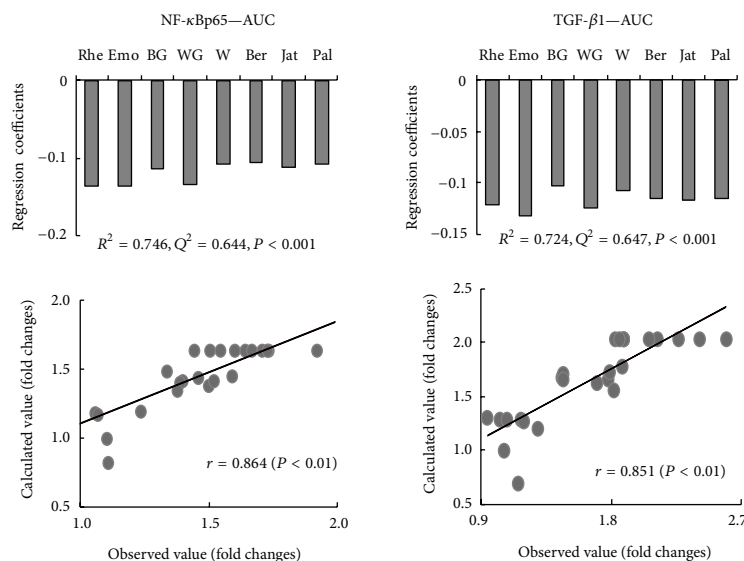 NF-κBp65—AUC
Rhe Emo BG WG W Ber Jat Pal
0
−0.1
−0.2
Regression coefficients
R² = 0.746, Q² = 0.644, P < 0.001
TGF-β1—AUC
Rhe Emo BG WG W Ber Jat Pal
0
−0.05
−0.1
−0.15
Regression coefficients
R² = 0.724, Q² = 0.647, P < 0.001
2.0
1.5
1.0
0.5
Calculated value (fold changes)
r = 0.864 (P < 0.01)
1.0 1.5 2.0
Observed value (fold changes)
2.5
2.0
1.5
1.0
0.5
Calculated value (fold changes)
r = 0.851 (P < 0.01)
0.9 1.8 2.7
Observed value (fold changes)